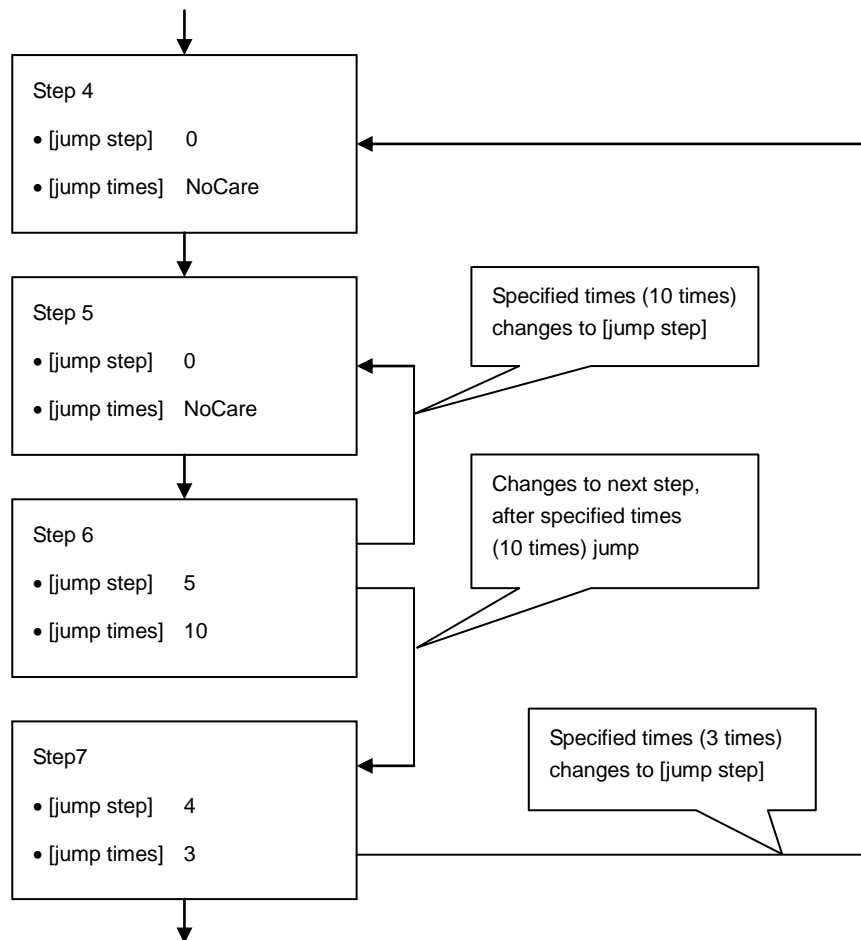 Step 4
• [jump step] 0
• [jump times] NoCare
Step 5
• [jump step] 0
• [jump times] NoCare
Specified times (10 times)
changes to [jump step]
Step 6
• [jump step] 5
• [jump times] 10
Changes to next step,
after specified times
(10 times) jump
Step7
• [jump step] 4
• [jump times] 3
Specified times (3 times)
changes to [jump step]